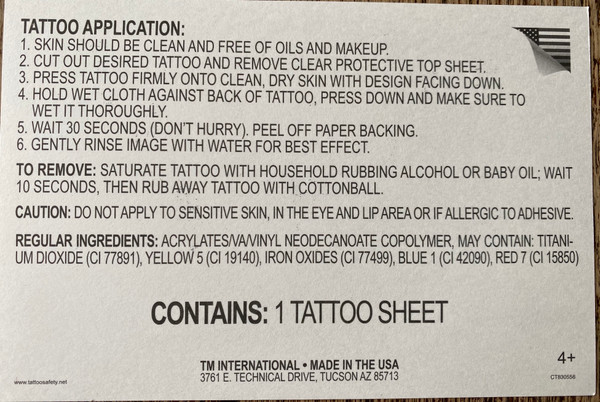 TATTOO APPLICATION:
1. SKIN SHOULD BE CLEAN AND FREE OF OILS AND MAKEUP.
2. CUT OUT DESIRED TATTOO AND REMOVE CLEAR PROTECTIVE TOP SHEET.
3. PRESS TATTOO FIRMLY ONTO CLEAN, DRY SKIN WITH DESIGN FACING DOWN.
4. HOLD WET CLOTH AGAINST BACK OF TATTOO, PRESS DOWN AND MAKE SURE TO
WET IT THOROUGHLY.
5. WAIT 30 SECONDS (DON'T HURRY). PEEL OFF PAPER BACKING.
6. GENTLY RINSE IMAGE WITH WATER FOR BEST EFFECT.
TO REMOVE: SATURATE TATTOO WITH HOUSEHOLD RUBBING ALCOHOL OR BABY OIL; WAIT
10 SECONDS, THEN RUB AWAY TATTOO WITH COTTONBALL.
CAUTION: DO NOT APPLY TO SENSITIVE SKIN, IN THE EYE AND LIP AREA OR IF ALLERGIC TO ADHESIVE.
REGULAR INGREDIENTS: ACRYLATES/VA/VINYL NEODECANOATE COPOLYMER, MAY CONTAIN: TITANI-
UM DIOXIDE (CI 77891), YELLOW 5 (CI 19140), IRON OXIDES (CI 77499), BLUE 1 (CI 42090), RED 7 (CI 15850)
CONTAINS: 1 TATTOO SHEET
TM INTERNATIONAL • MADE IN THE USA
3761 E. TECHNICAL DRIVE, TUCSON AZ 85713
www.tattoosafety.net
4+
CT830558